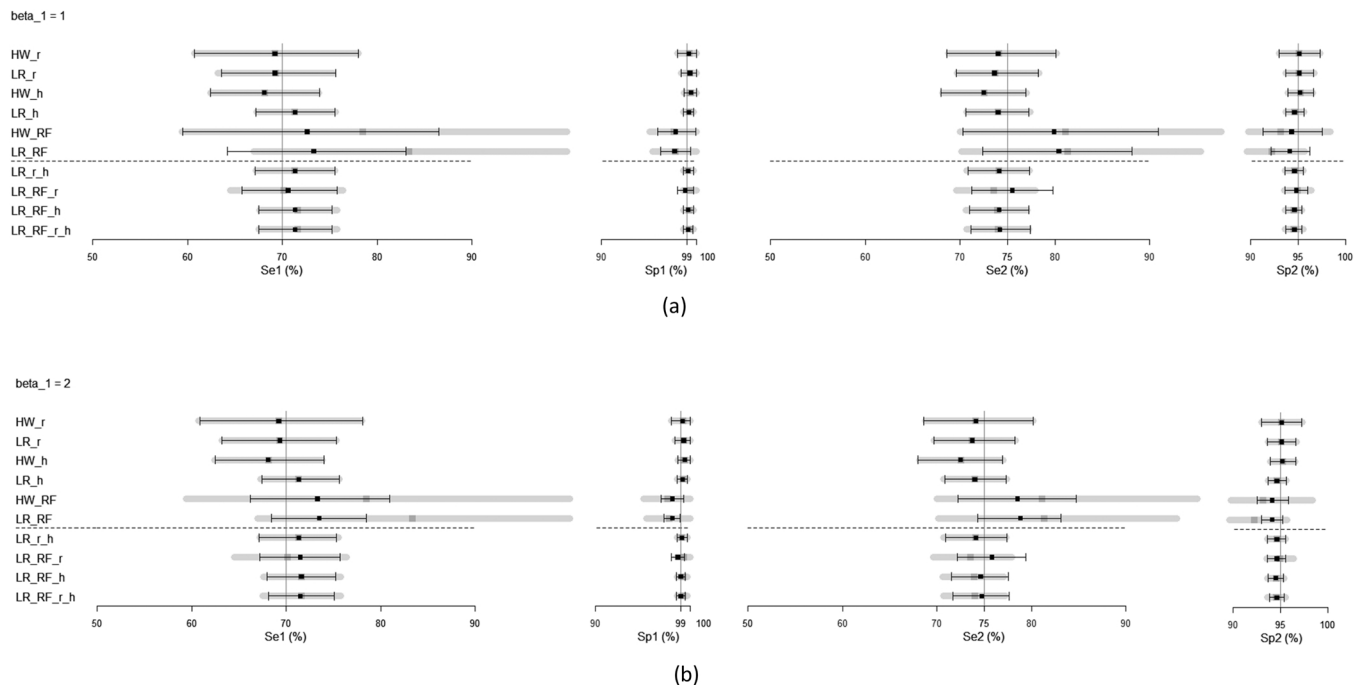 beta_1 = 1
HW_r
LR_r
HW_h
LR_h
HW_RF
LR_RF
LR_r_h
LR_RF_r
LR_RF_h
LR_RF_r_h
50 60 70 80 90 90 99 100 50 60 70 80 90 90 95 100
Se1 (%) Sp1 (%) Se2 (%) Sp2 (%)
(a)
beta_1 = 2
HW_r
LR_r
HW_h
LR_h
HW_RF
LR_RF
LR_r_h
LR_RF_r
LR_RF_h
LR_RF_r_h
50 60 70 80 90 90 99 100 50 60 70 75 80 90 90 95 100
Se1 (%) Sp1 (%) Se2 (%) Sp2 (%)
(b)